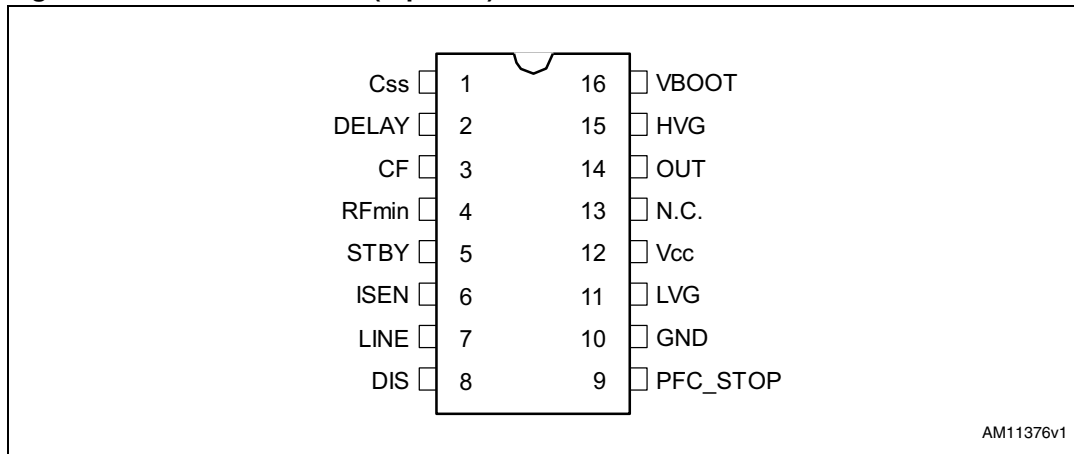 Css 1 16 VBOOT
DELAY 2 15 HVG
CF 3 14 OUT
RFmin 4 13 N.C.
STBY 5 12 Vcc
ISEN 6 11 LVG
LINE 7 10 GND
DIS 8 9 PFC_STOP
AM11376v1